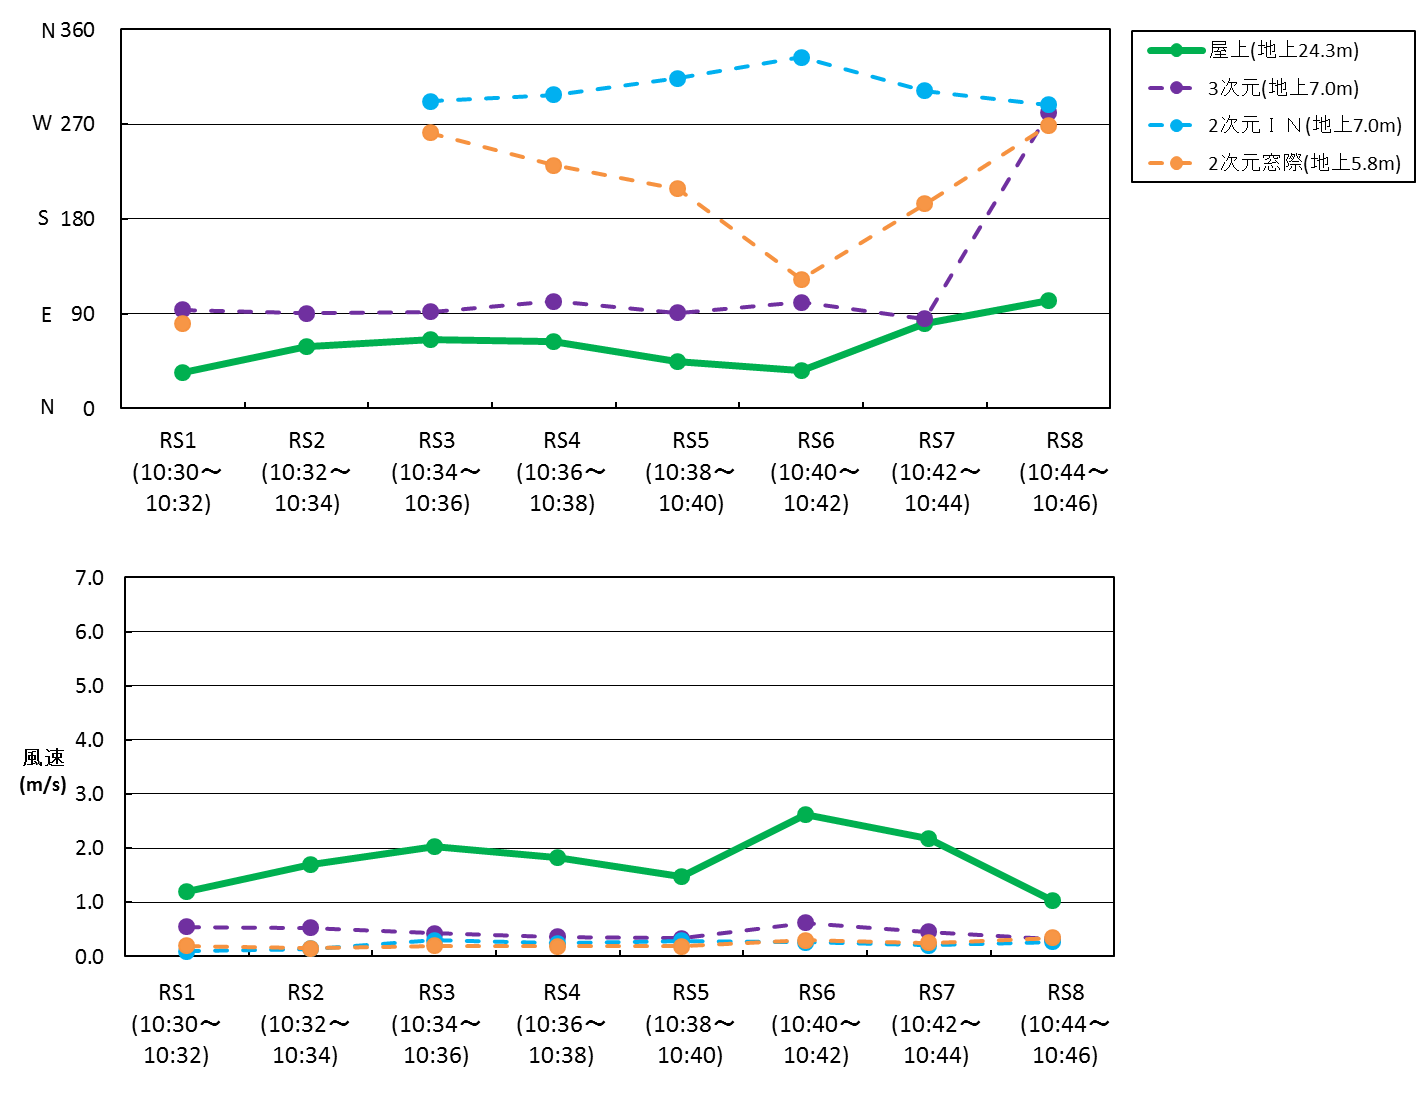 N 360
W 270
S 180
E 90
N 0
屋上(地上24.3m)
3次元(地上7.0m)
2次元ＩＮ(地上7.0m)
2次元窓際(地上5.8m)
RS1 RS2 RS3 RS4 RS5 RS6 RS7 RS8
(10:30～ (10:32～ (10:34～ (10:36～ (10:38～ (10:40～ (10:42～ (10:44～
10:32) 10:34) 10:36) 10:38) 10:40) 10:42) 10:44) 10:46)
7.0
6.0
5.0
4.0
風速
(m/s)
3.0
2.0
1.0
0.0
RS1 RS2 RS3 RS4 RS5 RS6 RS7 RS8
(10:30～ (10:32～ (10:34～ (10:36～ (10:38～ (10:40～ (10:42～ (10:44～
10:32) 10:34) 10:36) 10:38) 10:40) 10:42) 10:44) 10:46)